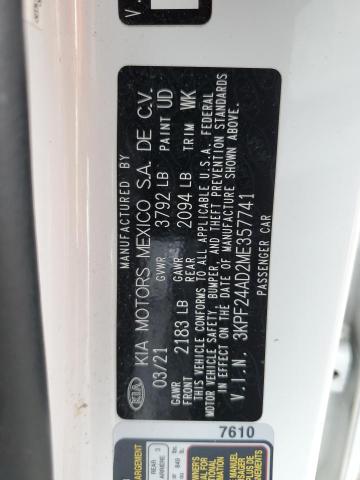 MANUFACTURED BY
KIA KIA MOTORS MEXICO S.A. DE C.V.
03/21 GVWR 3792 LB PAINT UD
GAWR FRONT 2183 LB GAWR REAR 2094 LB TRIM WK
THIS VEHICLE CONFORMS TO ALL APPLICABLE U.S.A. FEDERAL
MOTOR VEHICLE SAFETY, BUMPER, AND THEFT PREVENTION STANDARDS
IN EFFECT ON THE DATE OF MANUFACTURE SHOWN ABOVE.
V.I.N. 3KPF24AD2ME357741
PASSENGER CAR
7610
REAR